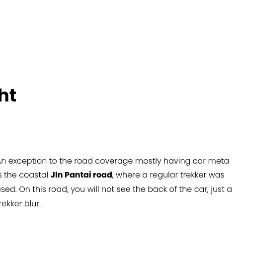 ht
n exception to the road coverage mostly having car meta
s the coastal Jln Pantai road, where a regular trekker was
sed. On this road, you will not see the back of the car, just a
rekker blur.